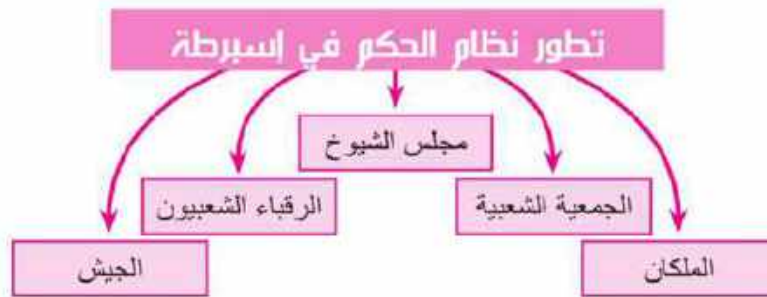 تطور نظام الحكم في إسبرطة
مجلس الشيوخ
الجمعية الشعبية
الرقباء الشعبيون
الملكان
الجيش